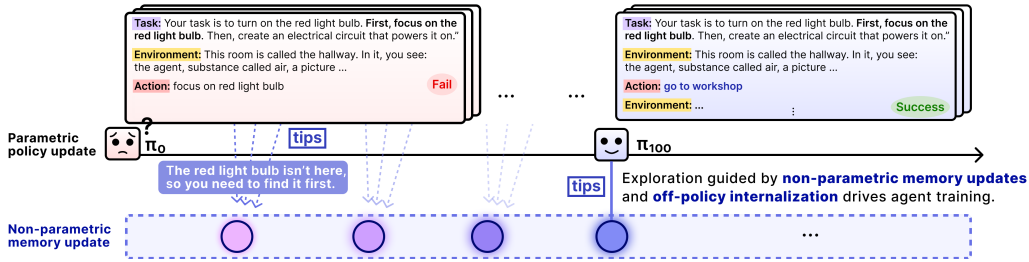 Task: Your task is to turn on the red light bulb. First, focus on the
red light bulb. Then, create an electrical circuit that powers it on.”
Environment: This room is called the hallway. In it, you see:
the agent, substance called air, a picture ...
Action: focus on red light bulb
Fail
...
...
Task: Your task is to turn on the red light bulb. First, focus on the
red light bulb. Then, create an electrical circuit that powers it on.”
Environment: This room is called the hallway. In it, you see:
the agent, substance called air, a picture ...
Action: go to workshop
Environment: ...
⋮
Success
Parametric
policy update
?
π0
tips
π100
The red light bulb isn't here,
so you need to find it first.
tips
Exploration guided by non-parametric memory updates
and off-policy internalization drives agent training.
Non-parametric
memory update
...